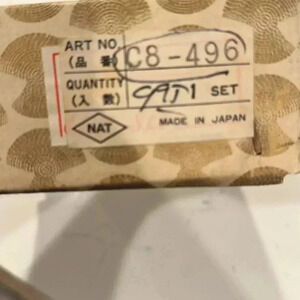 ART NO.
(品番) C8-496
QUANTITY
(入数) 1 SET
NAT
MADE IN JAPAN